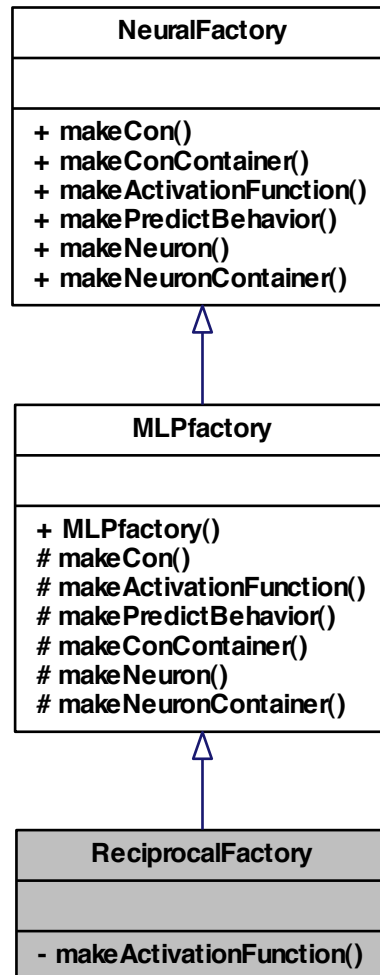 NeuralFactory
+ makeCon()
+ makeConContainer()
+ makeActivationFunction()
+ makePredictBehavior()
+ makeNeuron()
+ makeNeuronContainer()
MLPfactory
+ MLPfactory()
# makeCon()
# makeActivationFunction()
# makePredictBehavior()
# makeConContainer()
# makeNeuron()
# makeNeuronContainer()
ReciprocalFactory
- makeActivationFunction()